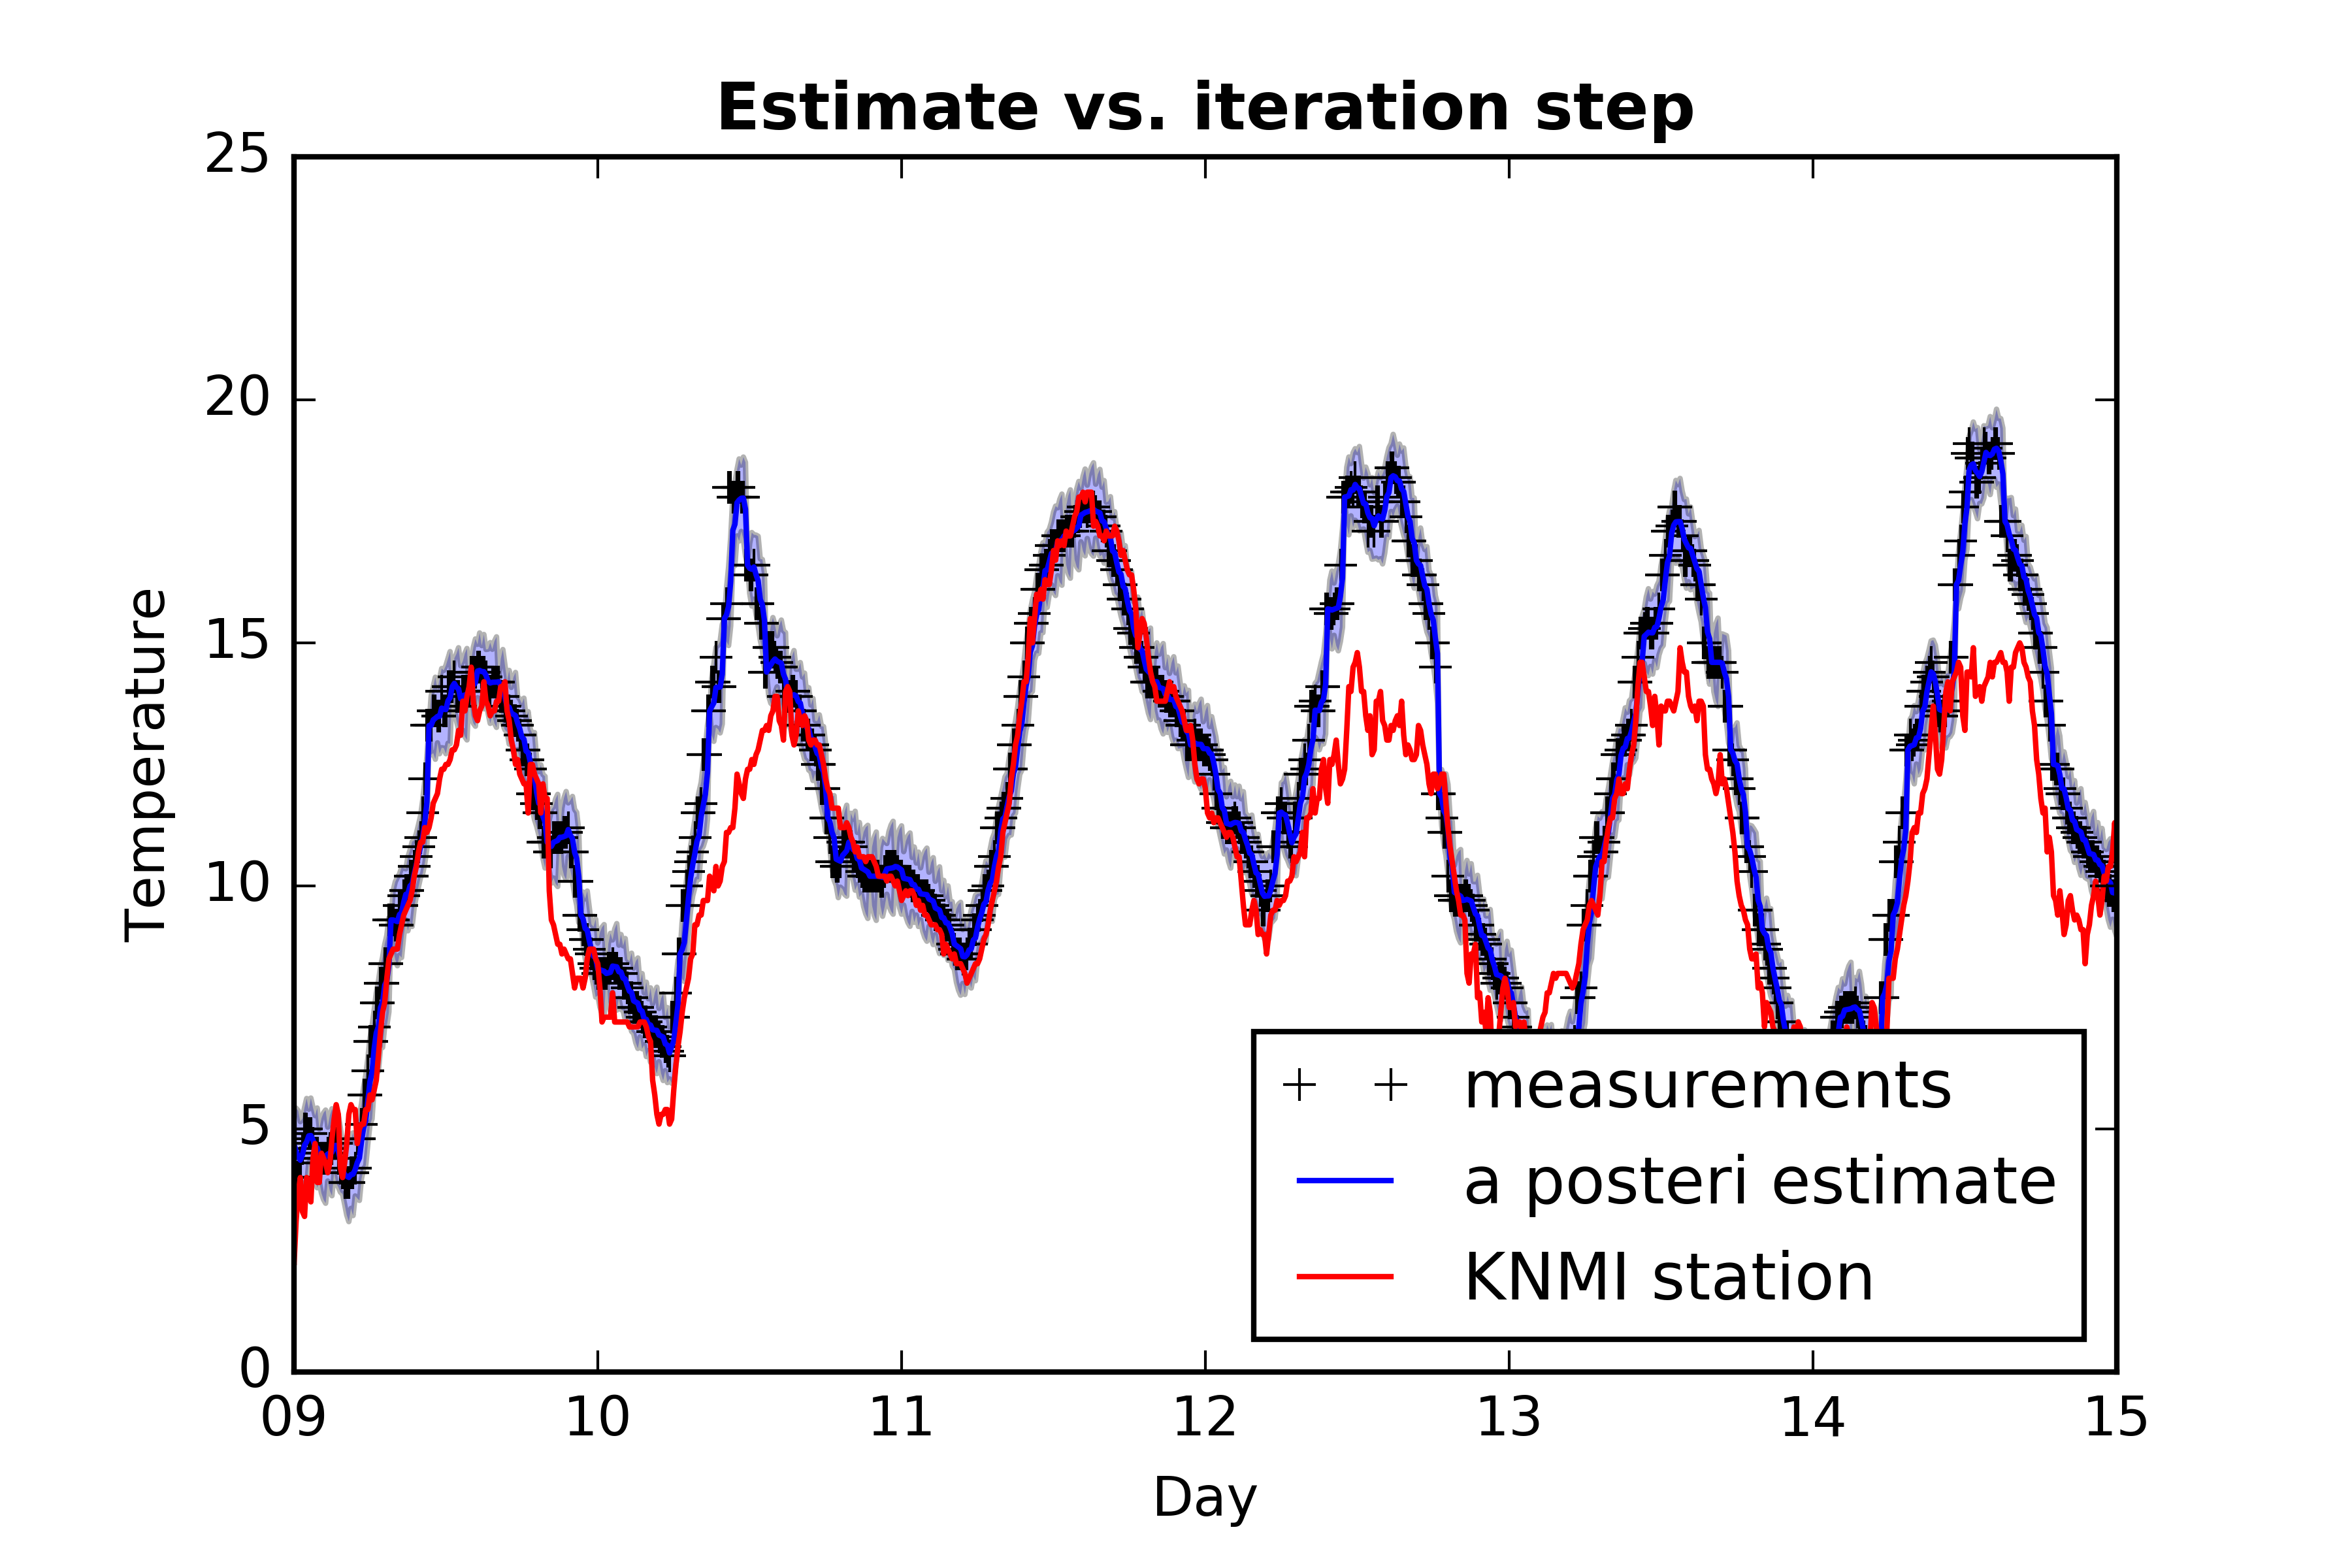 Estimate vs. iteration step
25
20
15
10
5
0
Temperature
09 10 11 12 13 14 15
Day
measurements
a posteri estimate
KNMI station